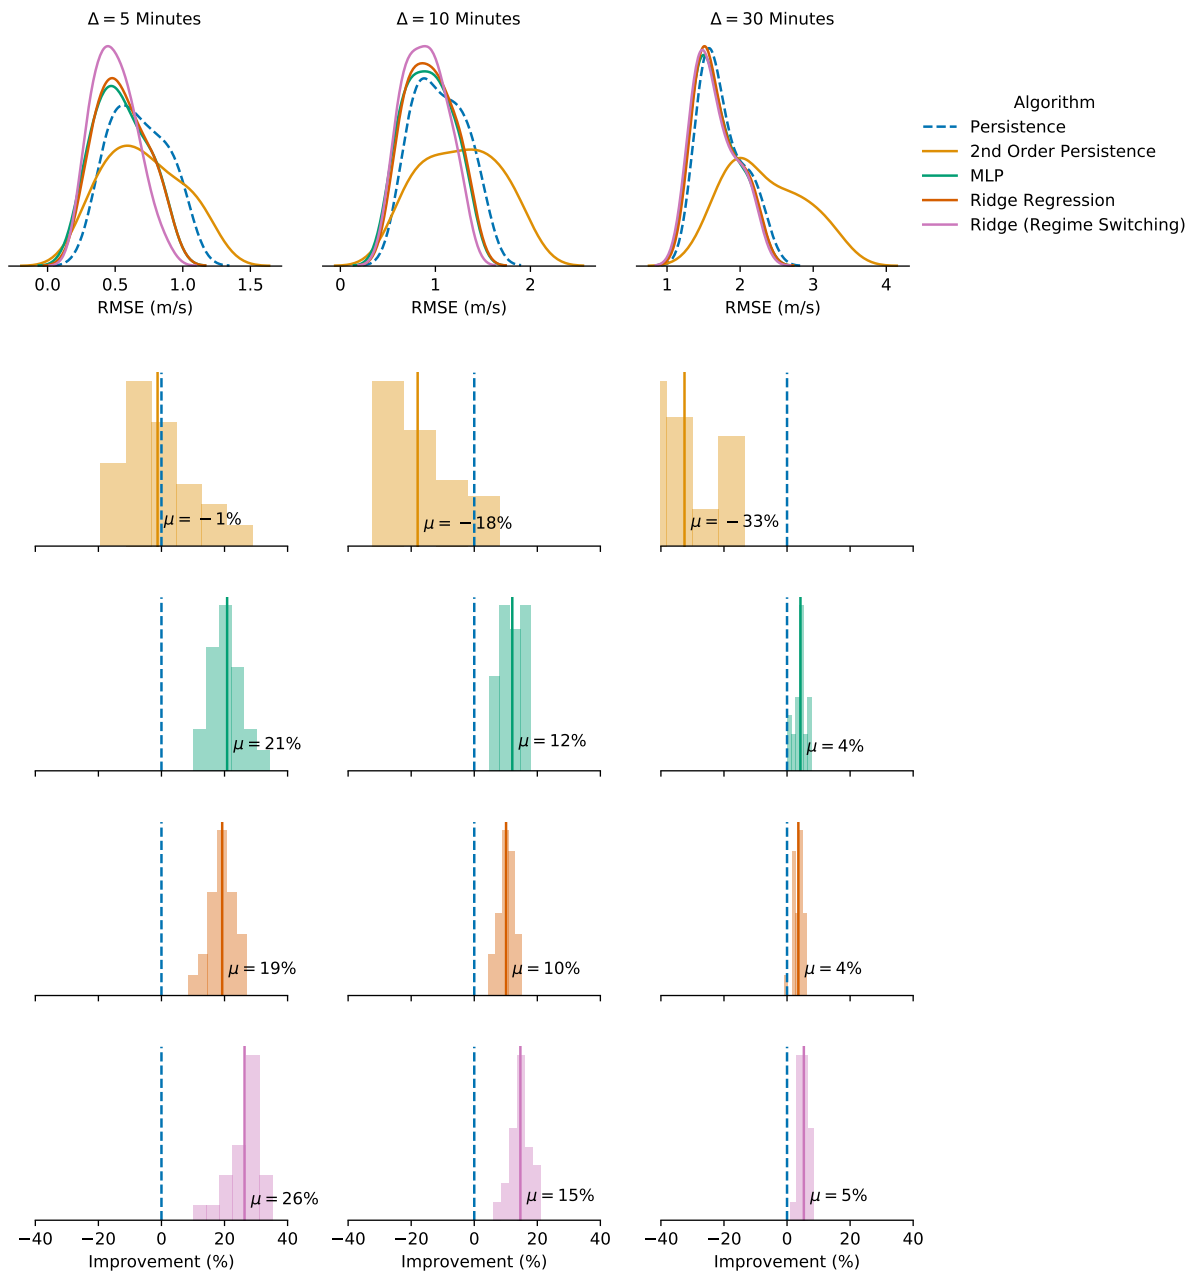 Δ = 5 Minutes
Δ = 10 Minutes
Δ = 30 Minutes
Algorithm
Persistence
2nd Order Persistence
MLP
Ridge Regression
Ridge (Regime Switching)
0.0 0.5 1.0 1.5
RMSE (m/s)
0 1 2
RMSE (m/s)
1 2 3 4
RMSE (m/s)
μ = −1%
μ = −18%
μ = −33%
μ = 21%
μ = 12%
μ = 4%
μ = 19%
μ = 10%
μ = 4%
μ = 26%
μ = 15%
μ = 5%
−40 −20 0 20 40
Improvement (%)
−40 −20 0 20 40
Improvement (%)
−40 −20 0 20 40
Improvement (%)